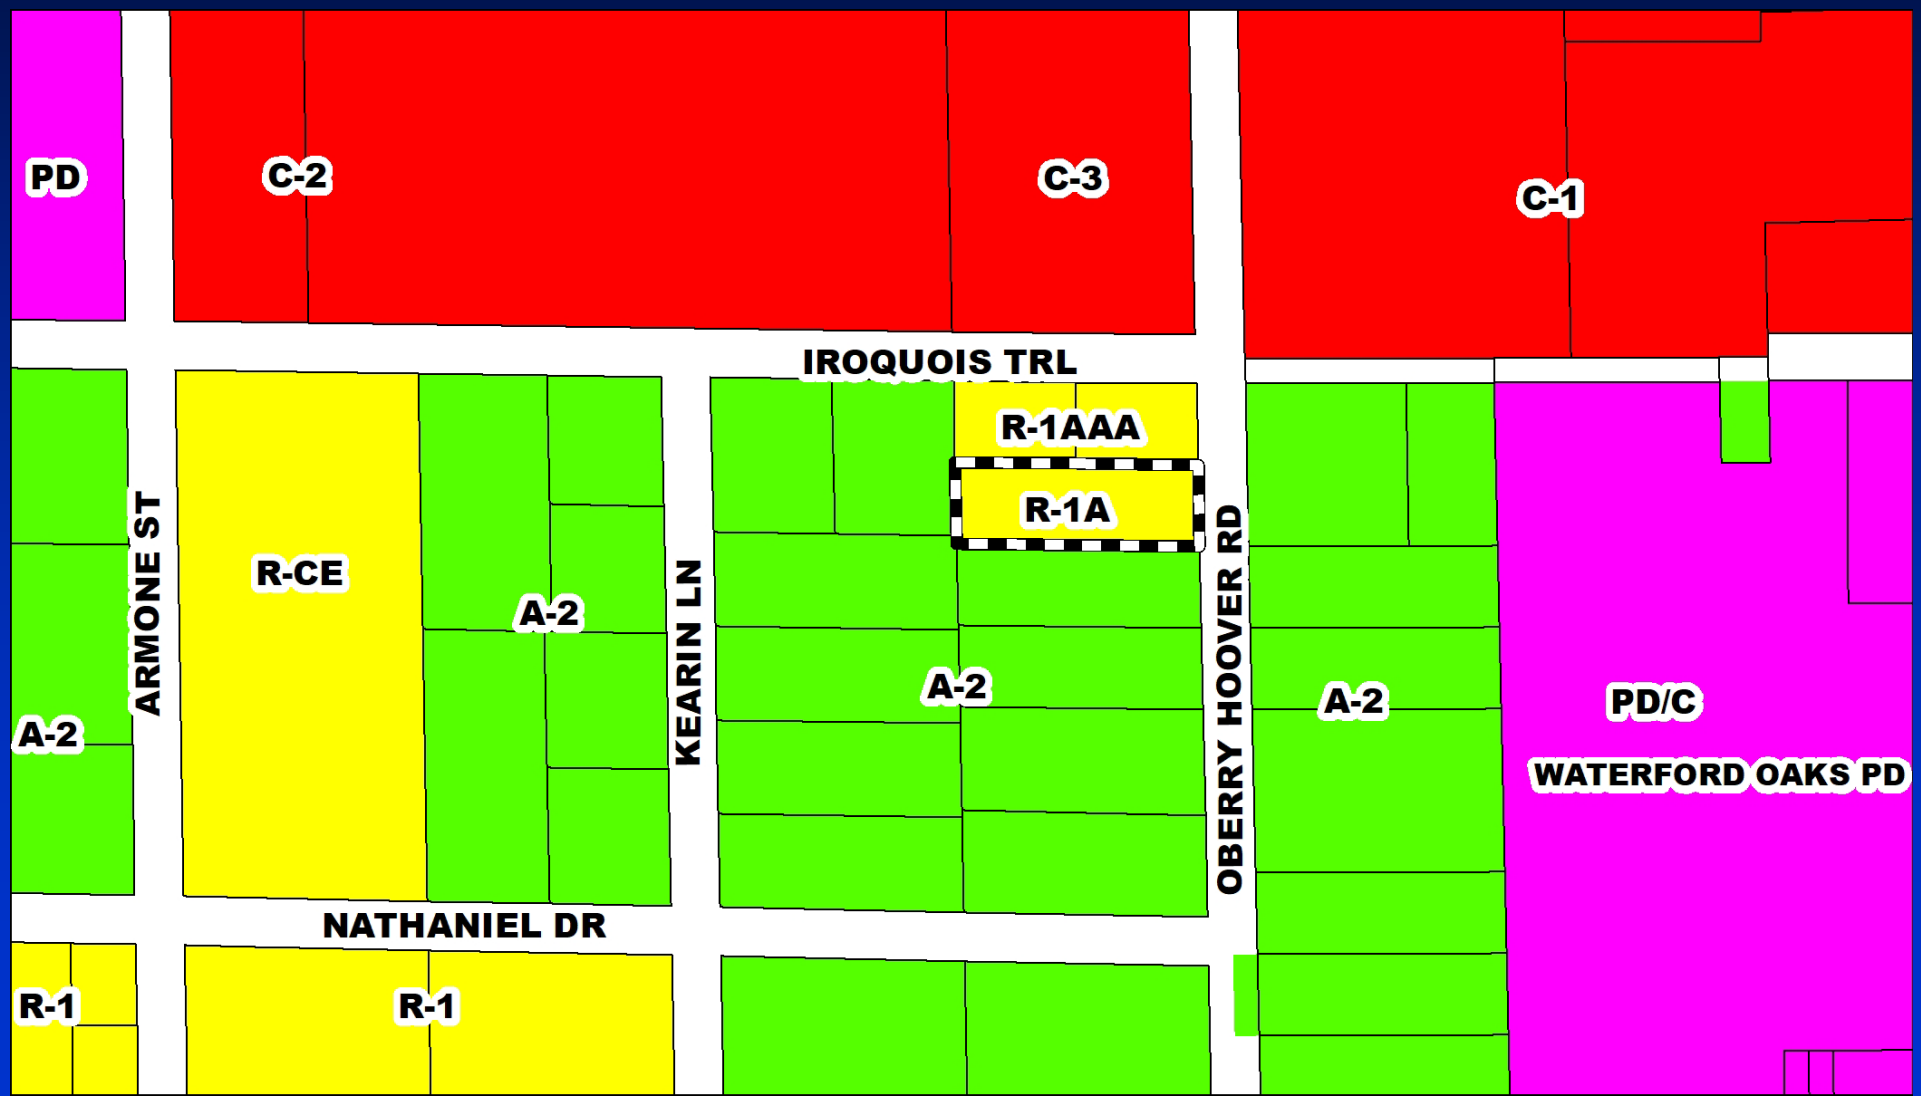 PD
C-2
C-3
C-1
IROQUOIS TRL
R-1AAA
R-1A
ARMONE ST
R-CE
A-2
KEARIN LN
OBERRY HOOVER RD
A-2
A-2
PD/C
A-2
WATERFORD OAKS PD
NATHANIEL DR
R-1
R-1